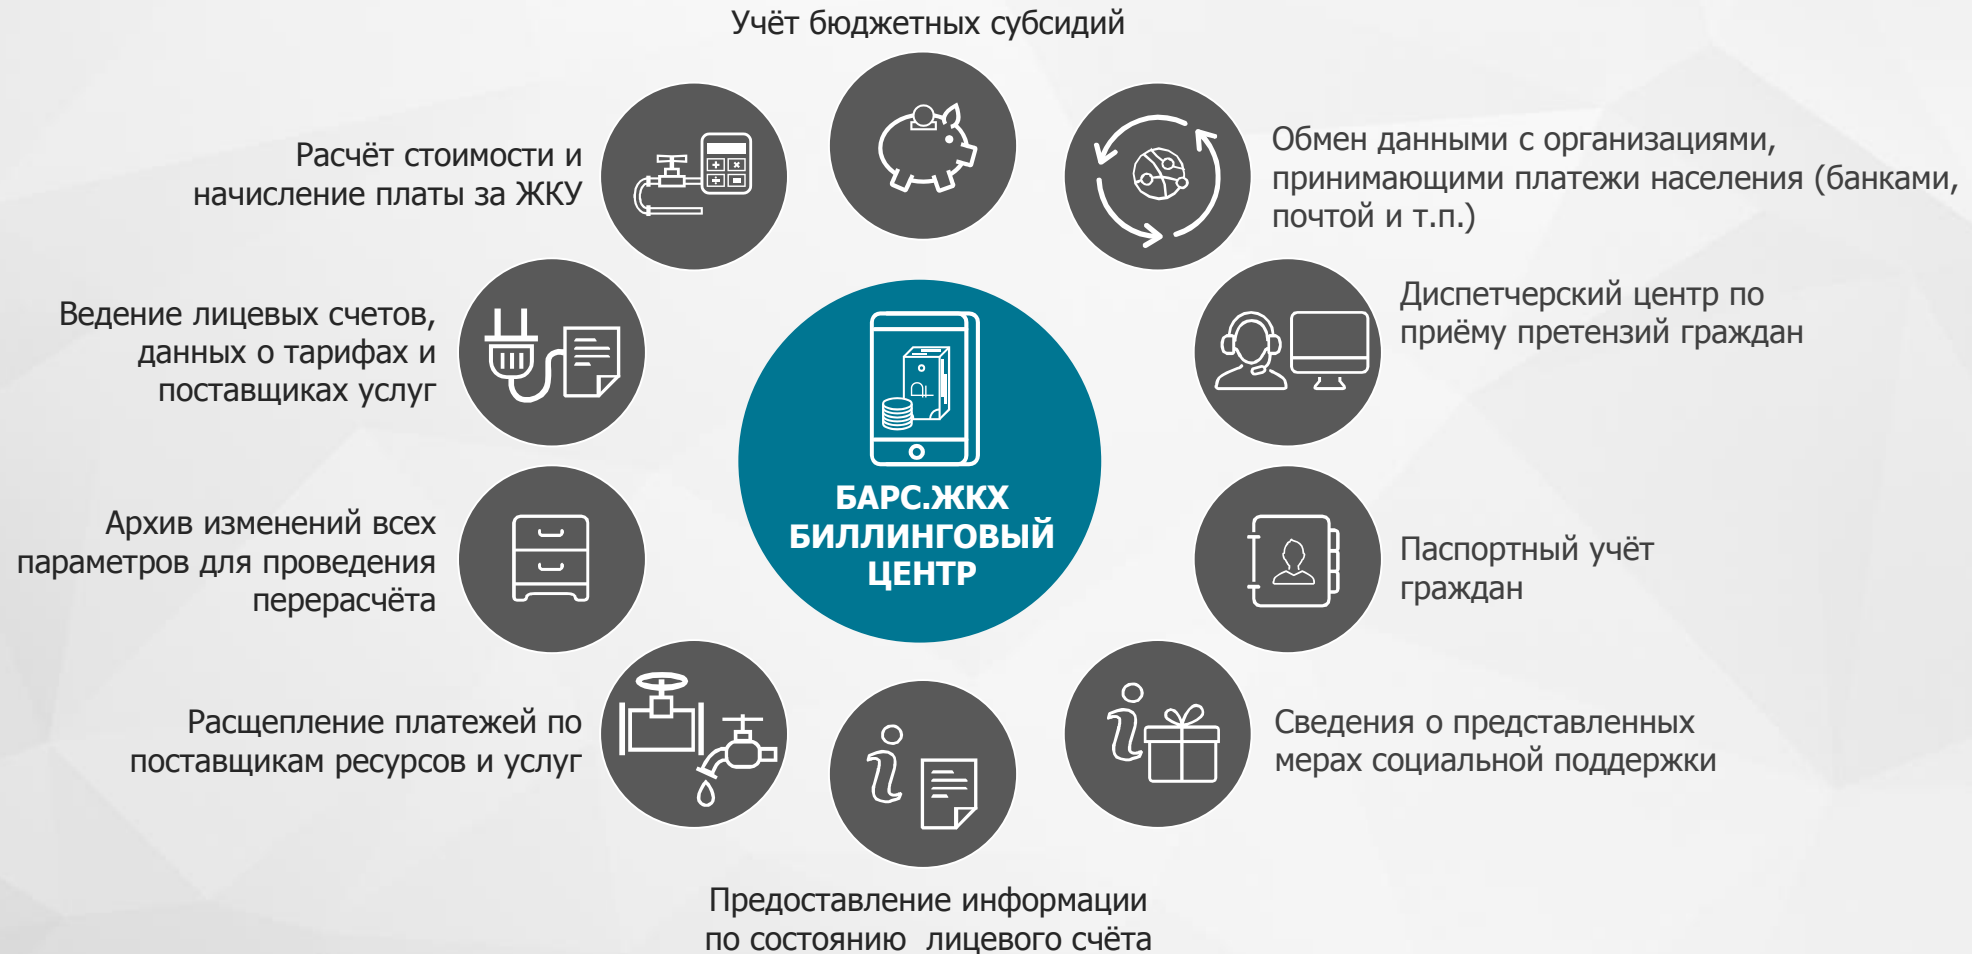 Учёт бюджетных субсидий
Расчёт стоимости и
начисление платы за ЖКУ
Обмен данными с организациями,
принимающими платежи населения (банками,
почтой и т.п.)
Ведение лицевых счетов,
данных о тарифах и
поставщиках услуг
Диспетчерский центр по
приёму претензий граждан
БАРС.ЖКХ
БИЛЛИНГОВЫЙ
ЦЕНТР
Архив изменений всех
параметров для проведения
перерасчёта
Паспортный учёт
граждан
Расщепление платежей по
поставщикам ресурсов и услуг
Сведения о представленных
мерах социальной поддержки
Предоставление информации
по состоянию  лицевого счёта